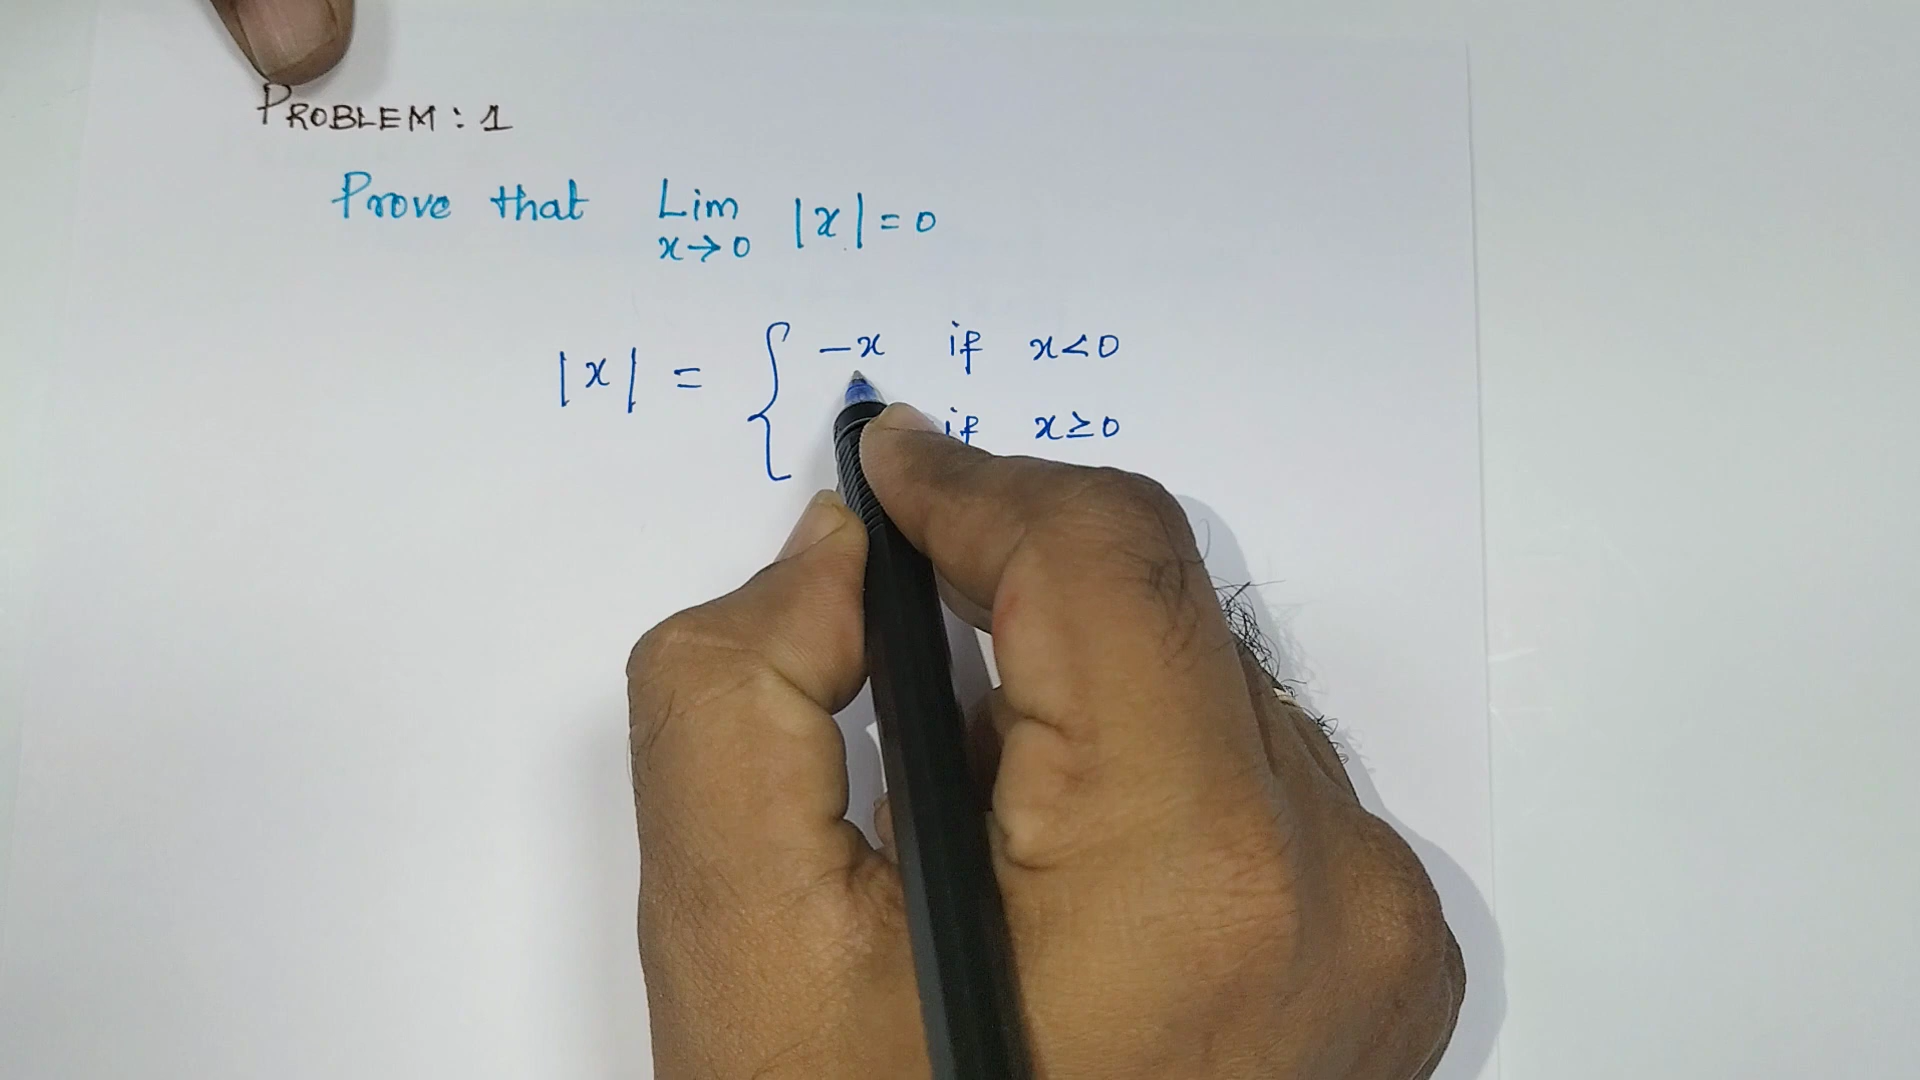 PROBLEM: 1
Prove that Lim |x| = 0
x→0
|x| = { -x if x<0
if x≥0